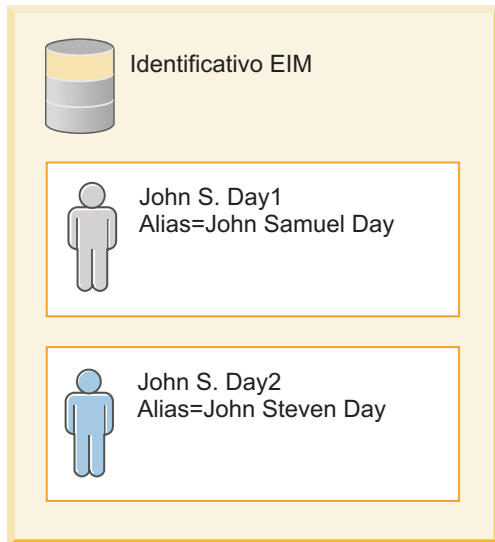 Identificativo EIM
John S. Day1
Alias=John Samuel Day
John S. Day2
Alias=John Steven Day